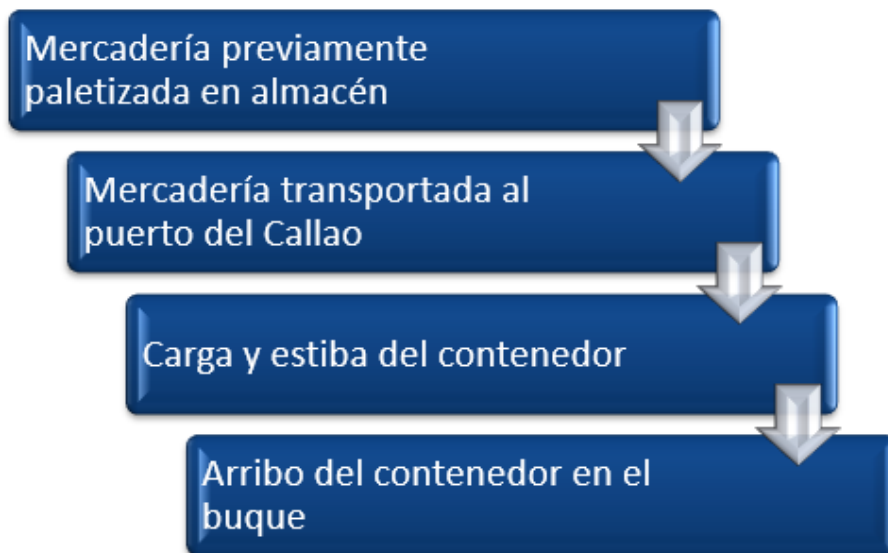 Mercadería previamente
paletizada en almacén
Mercadería transportada al
puerto del Callao
Carga y estiba del contenedor
Arribo del contenedor en el
buque